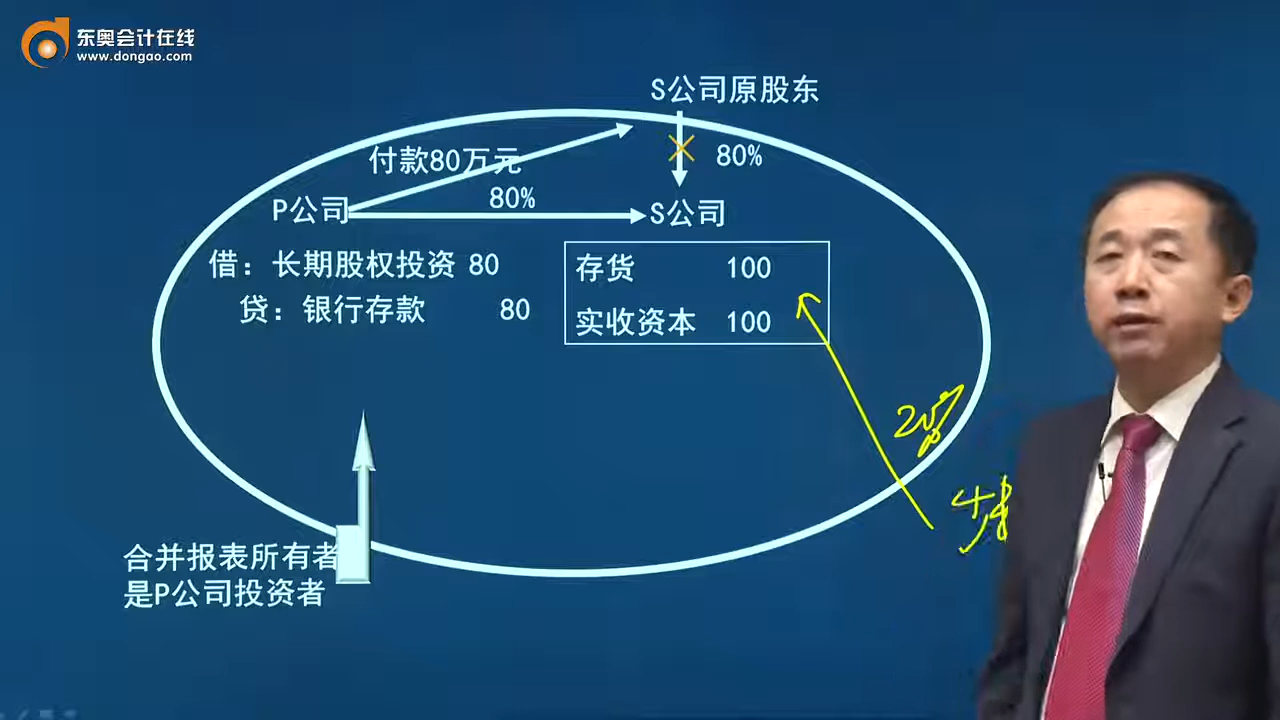 东奥会计在线
www.dongao.com
S公司原股东
付款80万元
80%
P公司
80%
S公司
借：长期股权投资 80
贷：银行存款 80
存货 100
实收资本 100
20%
合并报表所有者
是P公司投资者